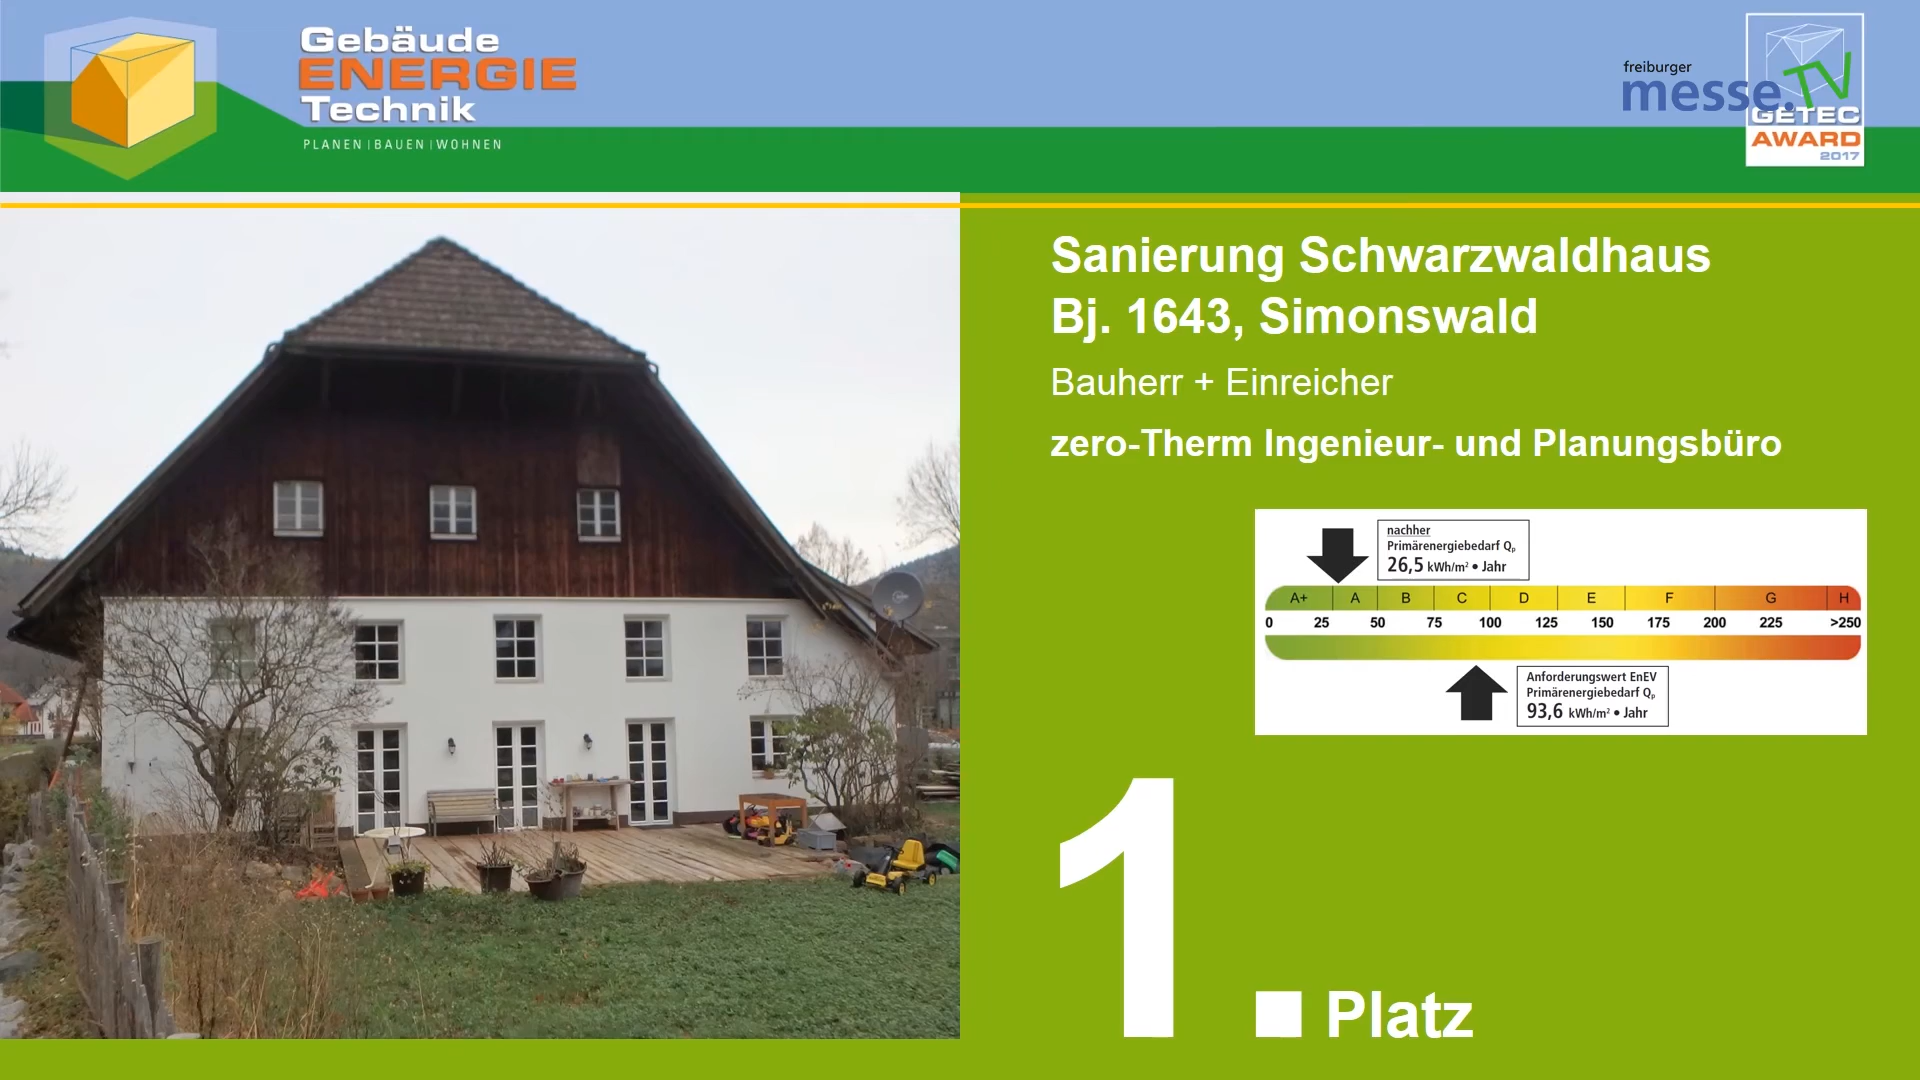 Gebäude
ENERGIE
Technik
PLANEN | BAUEN | WOHNEN
freiburger
messe.TV
GETEC
AWARD
2017
Sanierung Schwarzwaldhaus
Bj. 1643, Simonswald
Bauherr + Einreicher
zero-Therm Ingenieur- und Planungsbüro
nachher
Primärenergiebedarf Qp
26,5 kWh/m² • Jahr
A+ A B C D E F G H
0 25 50 75 100 125 150 175 200 225 >250
Anforderungswert EnEV
Primärenergiebedarf Qp
93,6 kWh/m² • Jahr
1. Platz